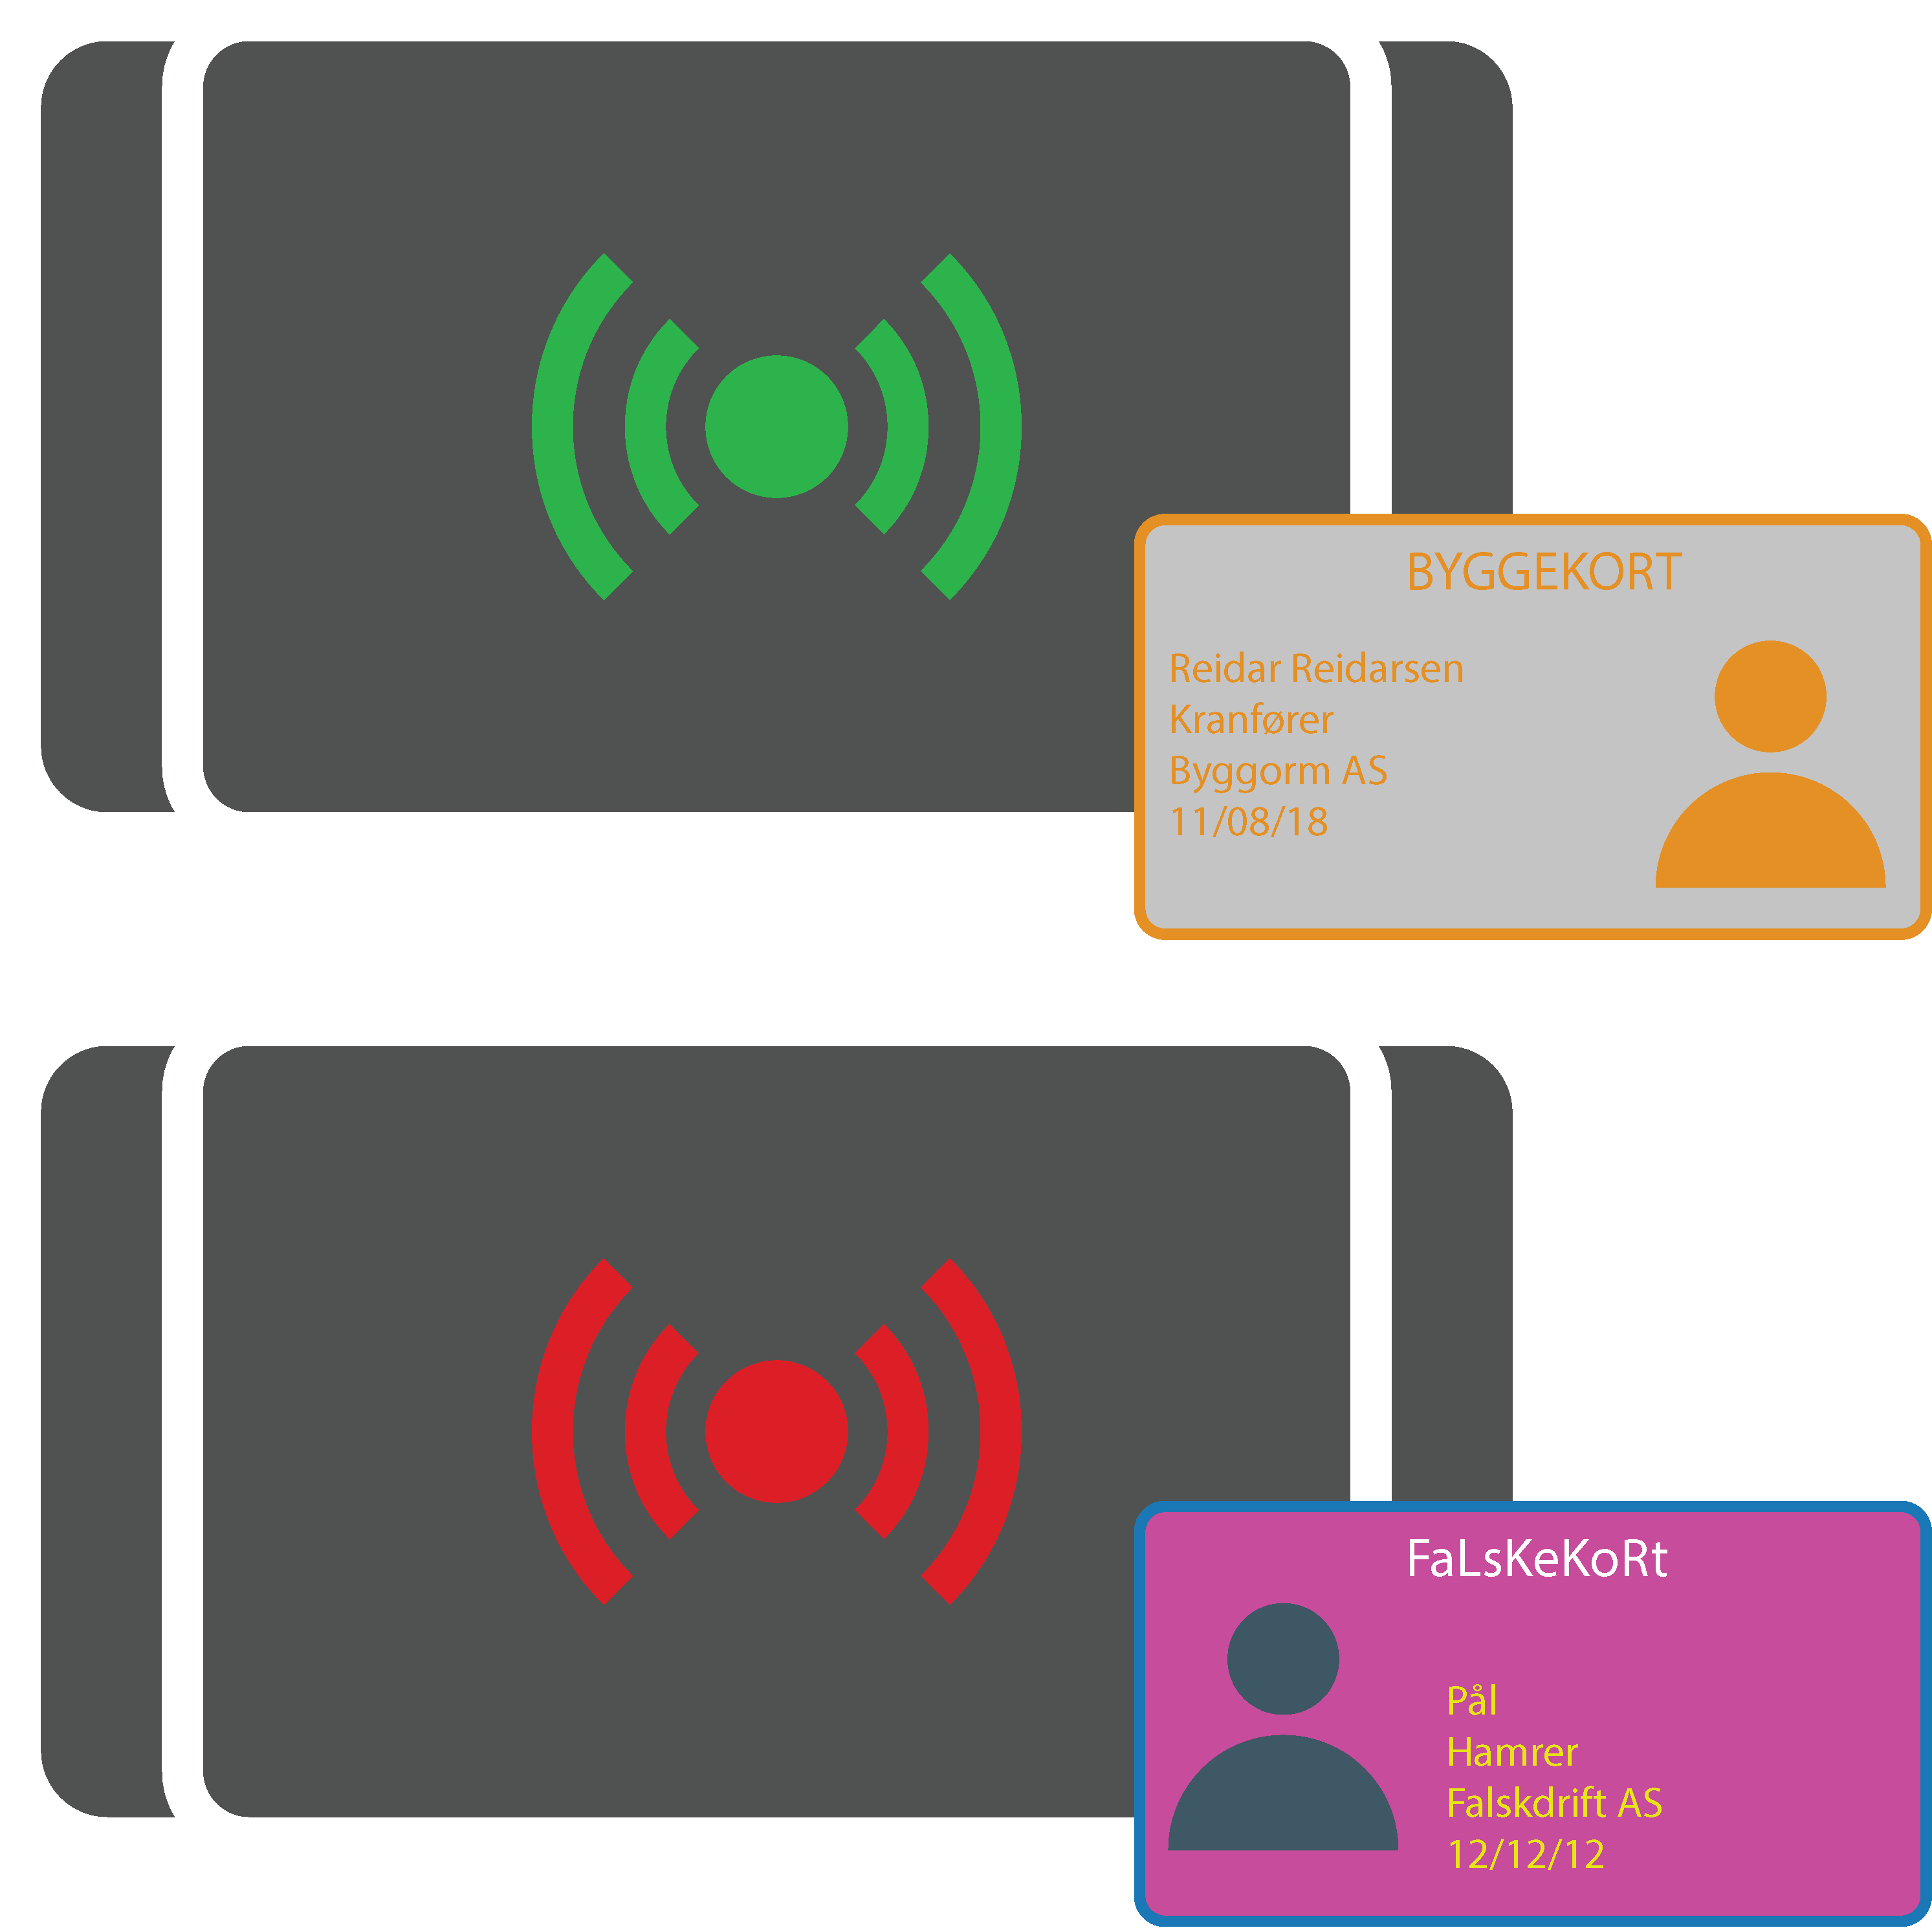 BYGGEKORT
Reidar Reidarsen
Kranfører
Byggorm AS
11/08/18
FaLsKeKoRt
Pål
Hamrer
Falskdrift AS
12/12/12